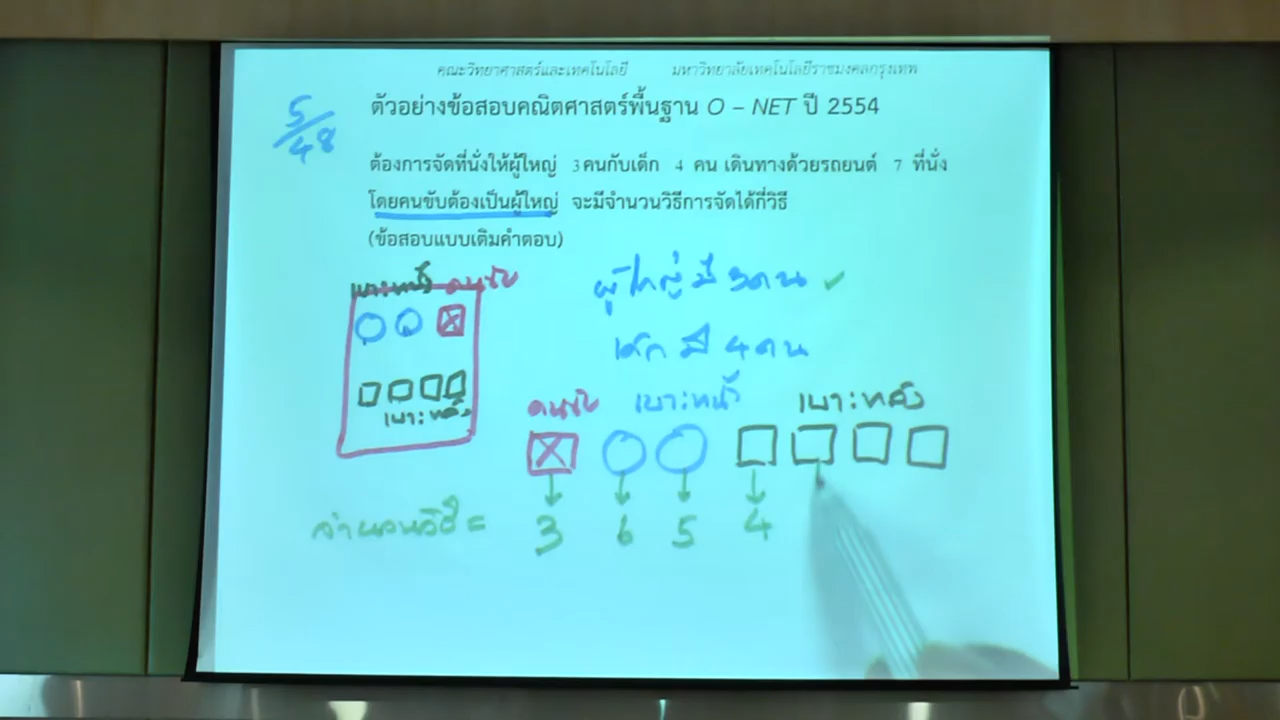 คณะวิทยาศาสตร์และเทคโนโลยี มหาวิทยาลัยเทคโนโลยีราชมงคลกรุงเทพ
5/48
ตัวอย่างข้อสอบคณิตศาสตร์พื้นฐาน O – NET ปี 2554
ต้องการจัดที่นั่งให้ผู้ใหญ่ 3 คนกับเด็ก 4 คน เดินทางด้วยรถยนต์ 7 ที่นั่ง
โดยคนขับต้องเป็นผู้ใหญ่ จะมีจำนวนวิธีการจัดได้กี่วิธี
(ข้อสอบแบบเติมคำตอบ)
เบาะหน้า คนขับ
ผู้ใหญ่มี 3 คน ✓
เด็กมี 4 คน
เบาะหลัง
คนขับ เบาะหน้า เบาะหลัง
จำนวนวิธี = 3 6 5 4